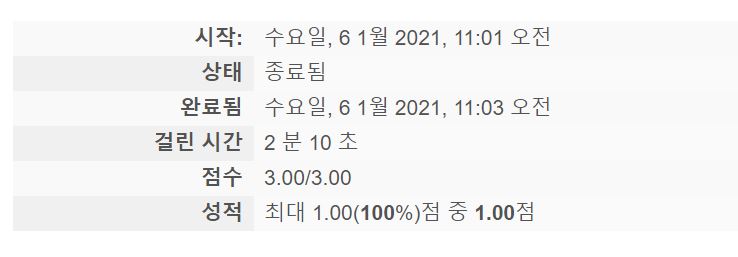 시작: 수요일, 6 1월 2021, 11:01 오전
상태 종료됨
완료됨 수요일, 6 1월 2021, 11:03 오전
걸린 시간 2 분 10 초
점수 3.00/3.00
성적 최대 1.00(100%)점 중 1.00점